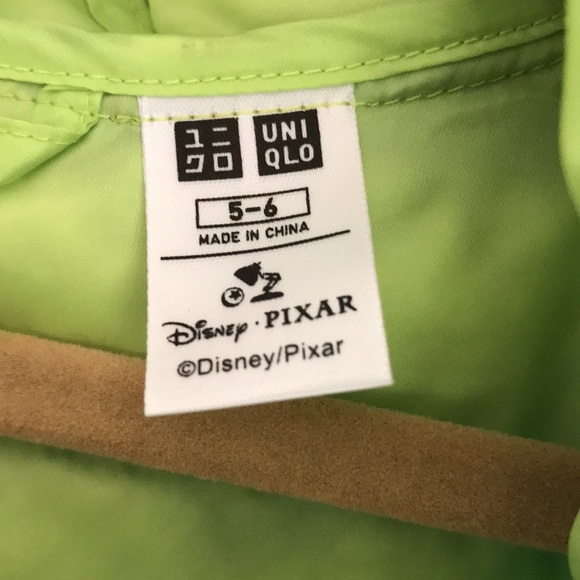 ユニ UNI
クロ QLO
5-6
MADE IN CHINA
Disney · PIXAR
©Disney/Pixar